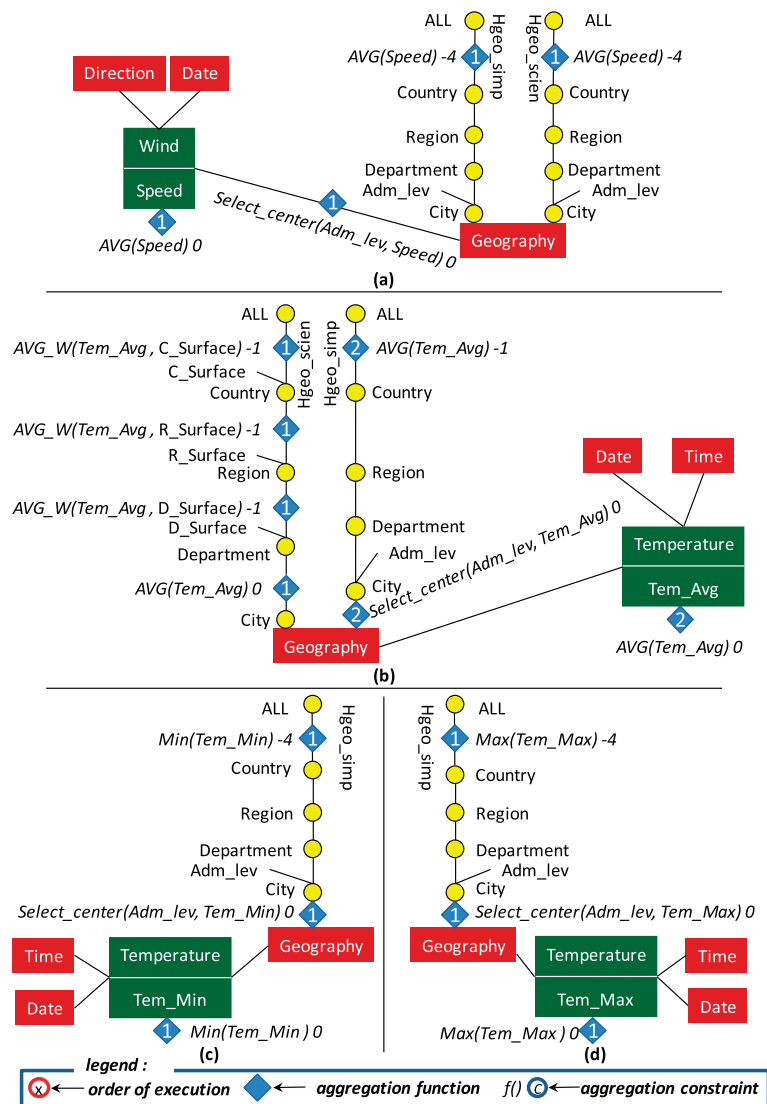 ALL
ALL
AVG(Speed) -4
1
Hgeo_simp
Hgeo_scien
1
AVG(Speed) -4
Direction
Date
Country
Country
Wind
Region
Region
Department
Department
Speed
Adm_lev
Adm_lev
1
1
City
City
Select_center(Adm_lev, Speed) 0
AVG(Speed) 0
Geography
(a)
ALL
ALL
AVG_W(Tem_Avg , C_Surface) -1
1
Hgeo_scien
Hgeo_simp
2
AVG(Tem_Avg) -1
C_Surface
Country
Country
AVG_W(Tem_Avg , R_Surface) -1
1
R_Surface
Region
Region
Date
Time
AVG_W(Tem_Avg , D_Surface) -1
1
D_Surface
Department
Department
Adm_lev
Select_center(Adm_lev, Tem_Avg) 0
Temperature
AVG(Tem_Avg) 0
1
City
Tem_Avg
City
2
2
Geography
AVG(Tem_Avg) 0
(b)
ALL
Hgeo_simp
Min(Tem_Min) -4
1
Country
Region
Department
Adm_lev
City
Select_center(Adm_lev, Tem_Min) 0
1
Geography
Time
Temperature
Date
Tem_Min
1
Min(Tem_Min ) 0
(c)
ALL
Hgeo_simp
1
Max(Tem_Max) -4
Country
Region
Department
Adm_lev
City
1
Select_center(Adm_lev, Tem_Max) 0
Geography
Temperature
Time
Tem_Max
Date
Max(Tem_Max ) 0
1
(d)
legend :
x
order of execution
aggregation function
f()
c
aggregation constraint